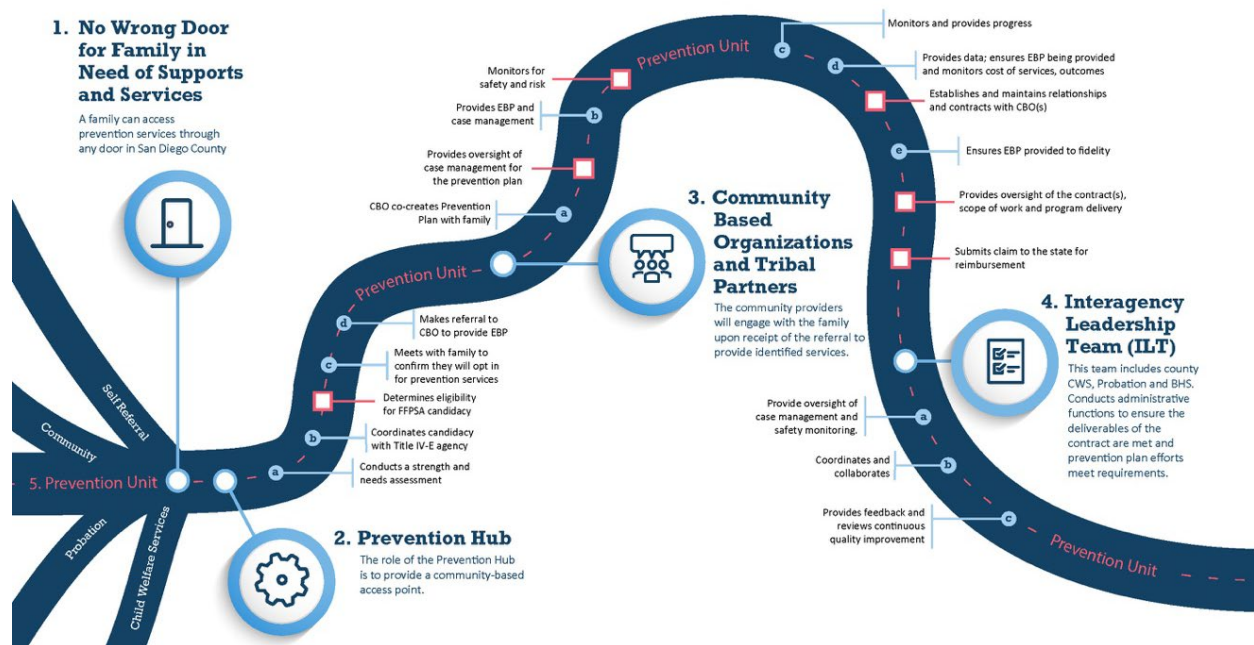 1. No Wrong Door
for Family in
Need of Supports
and Services
A family can access
prevention services through
any door in San Diego County
Self Referral
Community
5. Prevention Unit
Probation
Child Welfare Services
2. Prevention Hub
The role of the Prevention Hub
is to provide a community-based
access point.
a
Conducts a strength and
needs assessment
b
Coordinates candidacy
with Title IV-E agency
Determines eligibility
for FFPSA candidacy
c
Meets with family to
confirm they will opt in
for prevention services
d
Makes referral to
CBO to provide EBP
Prevention Unit
3. Community
Based
Organizations
and Tribal
Partners
The community providers
will engage with the family
upon receipt of the referral to
provide identified services.
a
CBO co-creates Prevention
Plan with family
Provides oversight of
case management for
the prevention plan
b
Provides EBP and
case management
Monitors for
safety and risk
Prevention Unit
c
Monitors and provides progress
d
Provides data; ensures EBP being provided
and monitors cost of services, outcomes
Establishes and maintains relationships
and contracts with CBO(s)
e
Ensures EBP provided to fidelity
Provides oversight of the contract(s),
scope of work and program delivery
Submits claim to the state for
reimbursement
4. Interagency
Leadership
Team (ILT)
This team includes county
CWS, Probation and BHS.
Conducts administrative
functions to ensure the
deliverables of the
contract are met and
prevention plan efforts
meet requirements.
a
Provide oversight of
case management and
safety monitoring.
b
Coordinates and
collaborates
c
Provides feedback and
reviews continuous
quality improvement
Prevention Unit